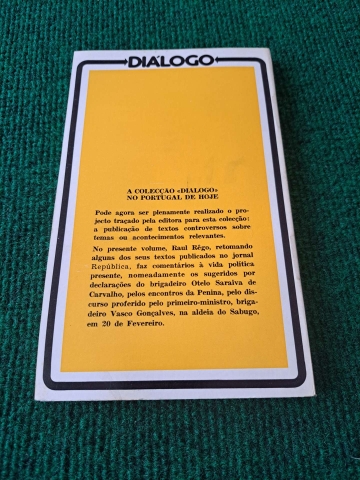 DIÁLOGO
A COLECÇÃO «DIÁLOGO»
NO PORTUGAL DE HOJE
Pode agora ser plenamente realizado o pro-
jecto traçado pela editora para esta colecção:
a publicação de textos controversos sobre
temas ou acontecimentos relevantes.
No presente volume, Raul Rêgo, retomando
alguns dos seus textos publicados no jornal
República, faz comentários à vida política
presente, nomeadamente os sugeridos por
declarações do brigadeiro Otelo Saraiva de
Carvalho, pelos encontros da Penina, pelo dis-
curso proferido pelo primeiro-ministro, briga-
deiro Vasco Gonçalves, na aldeia do Sabugo,
em 20 de Fevereiro.